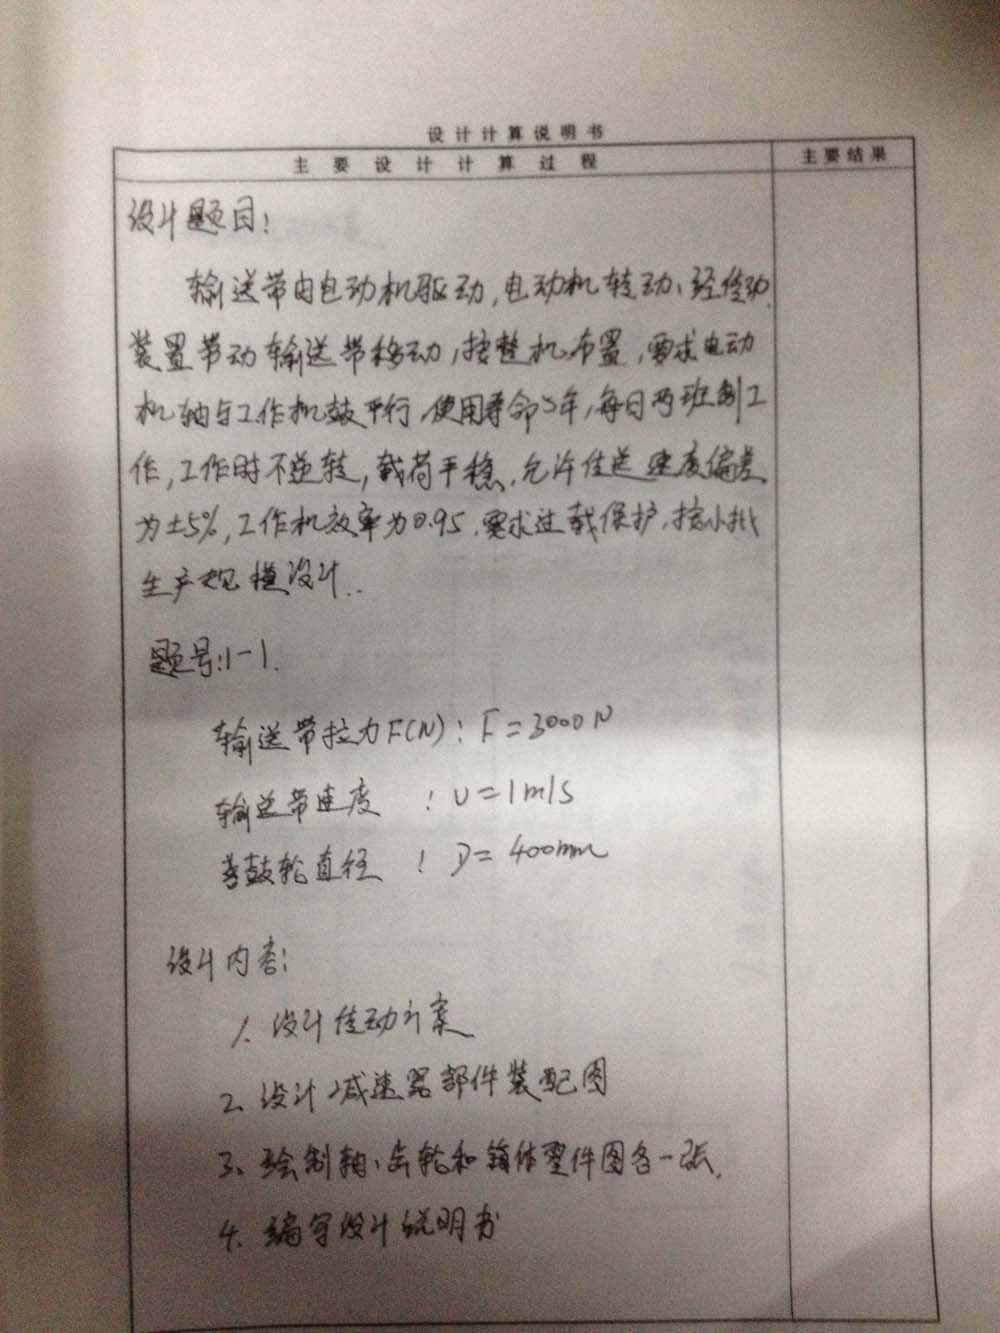 设计计算说明书
主要设计计算过程 主要结果
设计题目:
输送带由电动机驱动,电动机转动、经传动
装置带动输送带移动,按整机布置,要求电动
机轴与工作机鼓平行,使用寿命5年,每日两班制工
作,工作时不逆转,载荷平稳,允许传送速度偏差
为±5%,工作机效率为0.95.要求过载保护,按小批
生产规模设计..
题号:1-1.
输送带拉力F(N): F=3000N
输送带速度 : υ=1m/s
鼓轮直径 : D=400mm
设计内容:
1. 设计传动方案
2. 设计减速器部件装配图
3. 绘制轴、齿轮和箱体零件图各一张.
4. 编写设计说明书